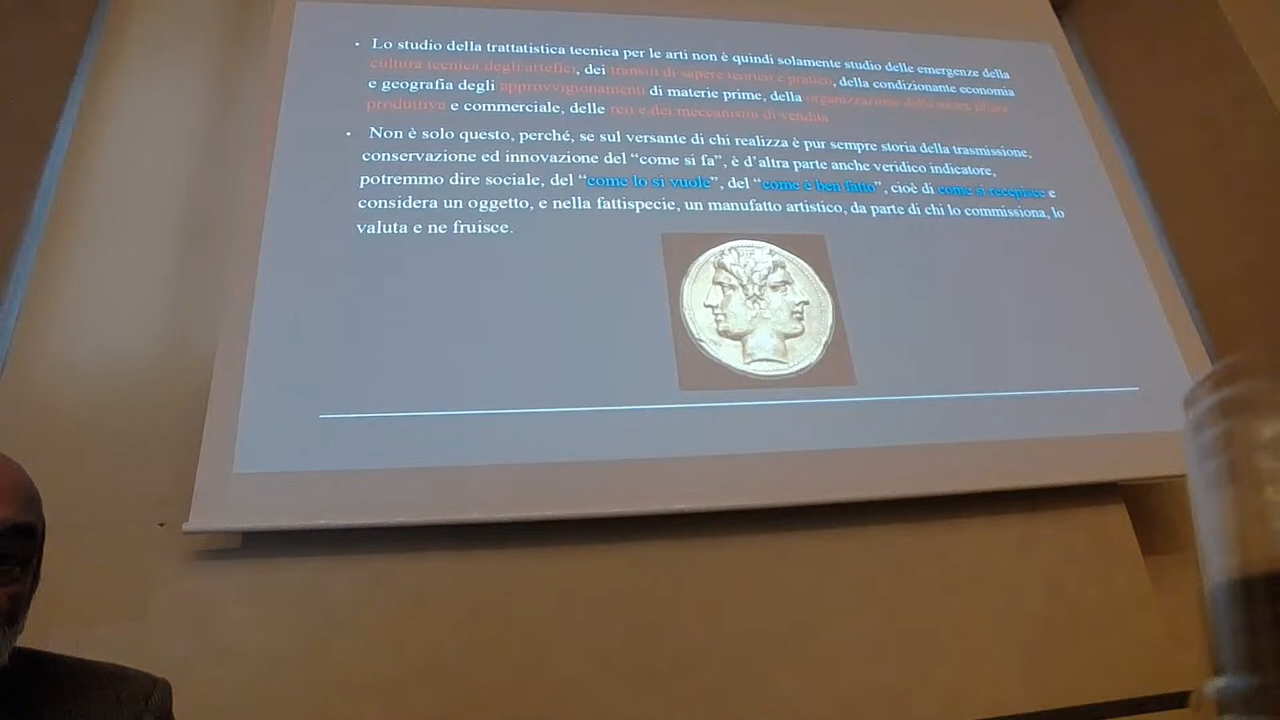 • Lo studio della trattatistica tecnica per le arti non è quindi solamente studio delle emergenze della
cultura tecnica degli artefici, dei transiti di sapere teorico e pratico, della condizionante economia
e geografia degli approvvigionamenti di materie prime, della organizzazione della filiera
produttiva e commerciale, delle reti e dei meccanismi di vendita
• Non è solo questo, perché, se sul versante di chi realizza è pur sempre storia della trasmissione,
conservazione ed innovazione del “come si fa”, è d’altra parte anche veridico indicatore,
potremmo dire sociale, del “come lo si vuole”, del “come è ben fatto”, cioè di come si recepisce e
considera un oggetto, e nella fattispecie, un manufatto artistico, da parte di chi lo commissiona, lo
valuta e ne fruisce.